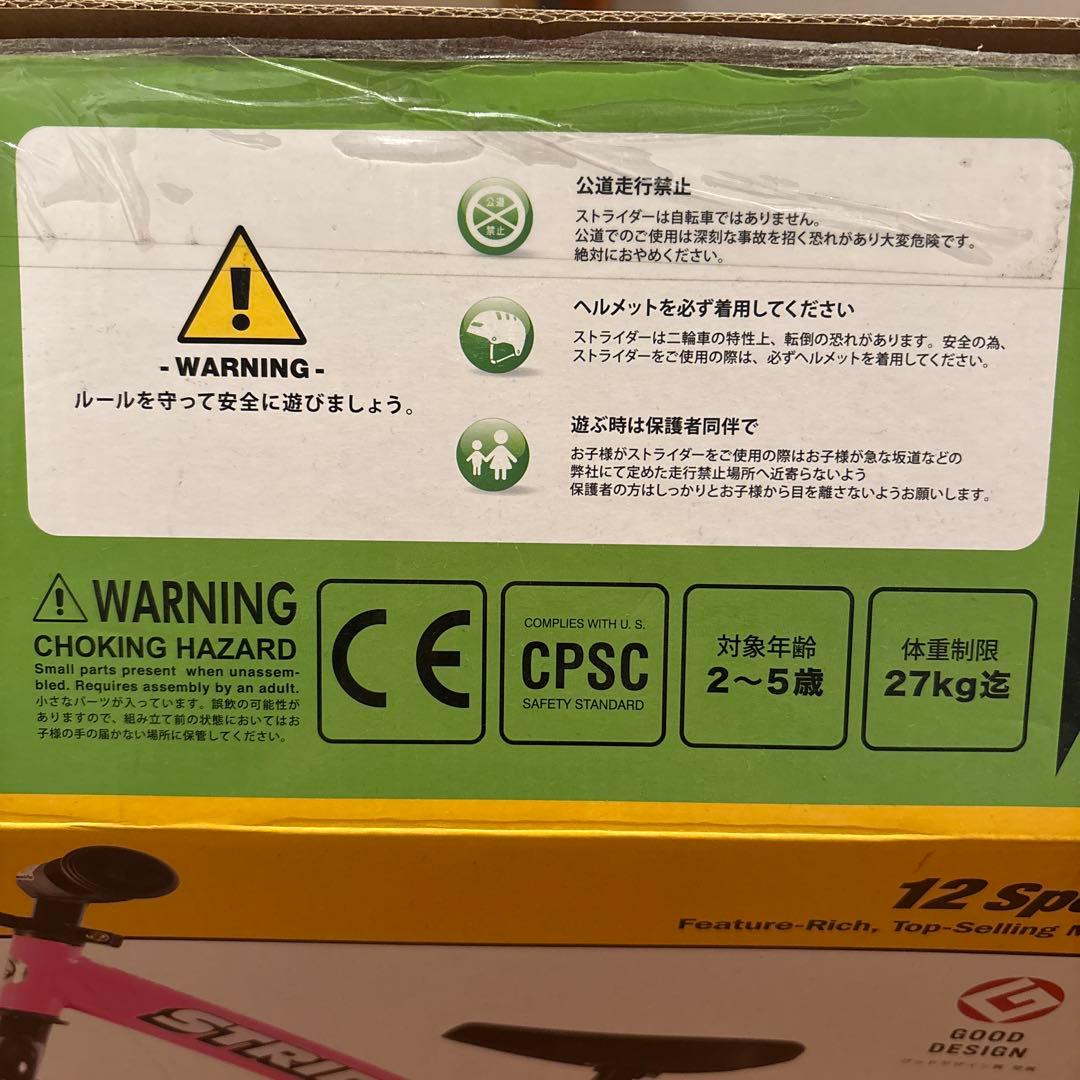 公道
禁止
公道走行禁止
ストライダーは自転車ではありません。
公道でのご使用は深刻な事故を招く恐れがあり大変危険です。
絶対におやめください。
- WARNING -
ルールを守って安全に遊びましょう。
ヘルメットを必ず着用してください
ストライダーは二輪車の特性上、転倒の恐れがあります。安全の為、
ストライダーをご使用の際は、必ずヘルメットを着用してください。
遊ぶ時は保護者同伴で
お子様がストライダーをご使用の際はお子様が急な坂道などの
弊社にて定めた走行禁止場所へ近寄らないよう
保護者の方はしっかりとお子様から目を離さないようお願いします。
WARNING
CHOKING HAZARD
Small parts present when unassem-
bled. Requires assembly by an adult.
小さなパーツが入っています。誤飲の可能性が
ありますので、組み立て前の状態においてはお
子様の手の届かない場所に保管してください。
CE
COMPLIES WITH U. S.
CPSC
SAFETY STANDARD
対象年齢
2〜5歳
体重制限
27kg迄
12 Sp
Feature-Rich, Top-Selling
STRI
G
GOOD
DESIGN